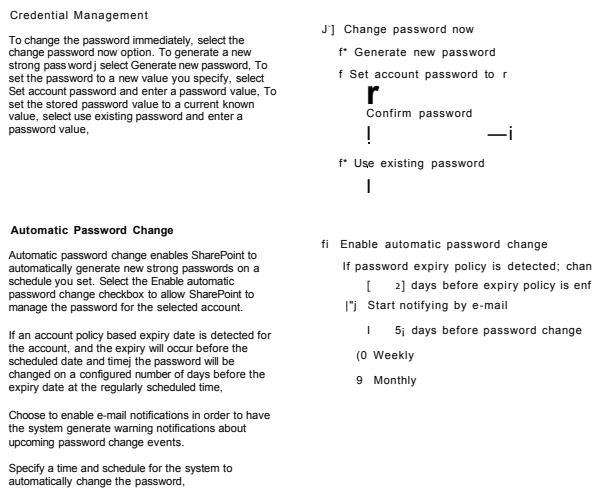 Credential Management
To change the password immediately, select the
change password now option. To generate a new
strong password j select Generate new password, To
set the password to a new value you specify, select
Set account password and enter a password value, To
set the stored password value to a current known
value, select use existing password and enter a
password value,
J'] Change password now
f* Generate new password
f Set account password to r
r
Confirm password
! —i
f* Use existing password
I
Automatic Password Change
Automatic password change enables SharePoint to
automatically generate new strong passwords on a
schedule you set. Select the Enable automatic
password change checkbox to allow SharePoint to
manage the password for the selected account.
If an account policy based expiry date is detected for
the account, and the expiry will occur before the
scheduled date and timej the password will be
changed on a configured number of days before the
expiry date at the regularly scheduled time,
Choose to enable e-mail notifications in order to have
the system generate warning notifications about
upcoming password change events.
Specify a time and schedule for the system to
automatically change the password,
fi Enable automatic password change
If password expiry policy is detected; chan
[ 2] days before expiry policy is enf
|"j Start notifying by e-mail
I 5¡ days before password change
(0 Weekly
9 Monthly